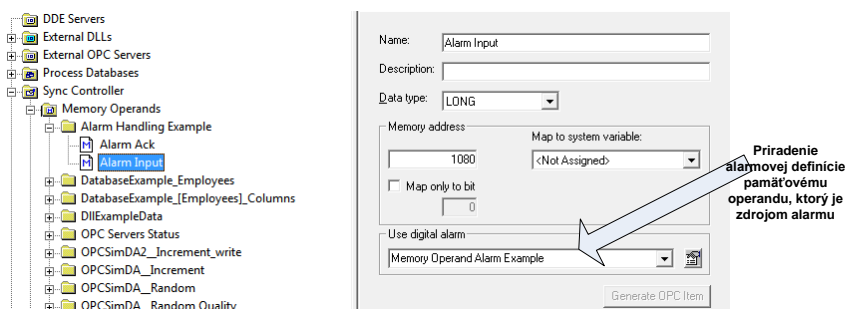 DDE Servers
External DLLs
External OPC Servers
Process Databases
Sync Controller
Memory Operands
Alarm Handling Example
Alarm Ack
Alarm Input
DatabaseExample_Employees
DatabaseExample_[Employees]_Columns
DllExampleData
OPC Servers Status
OPCSimDA2__Increment_write
OPCSimDA__Increment
OPCSimDA__Random
OPCSimDA__Random Quality
Name: Alarm Input
Description:
Data type: LONG
Memory address
Map to system variable:
1080 <Not Assigned>
Map only to bit
0
Use digital alarm
Memory Operand Alarm Example
Generate OPC Item
Priradenie
alarmovej definície
pamäťovému
operandu, ktorý je
zdrojom alarmu